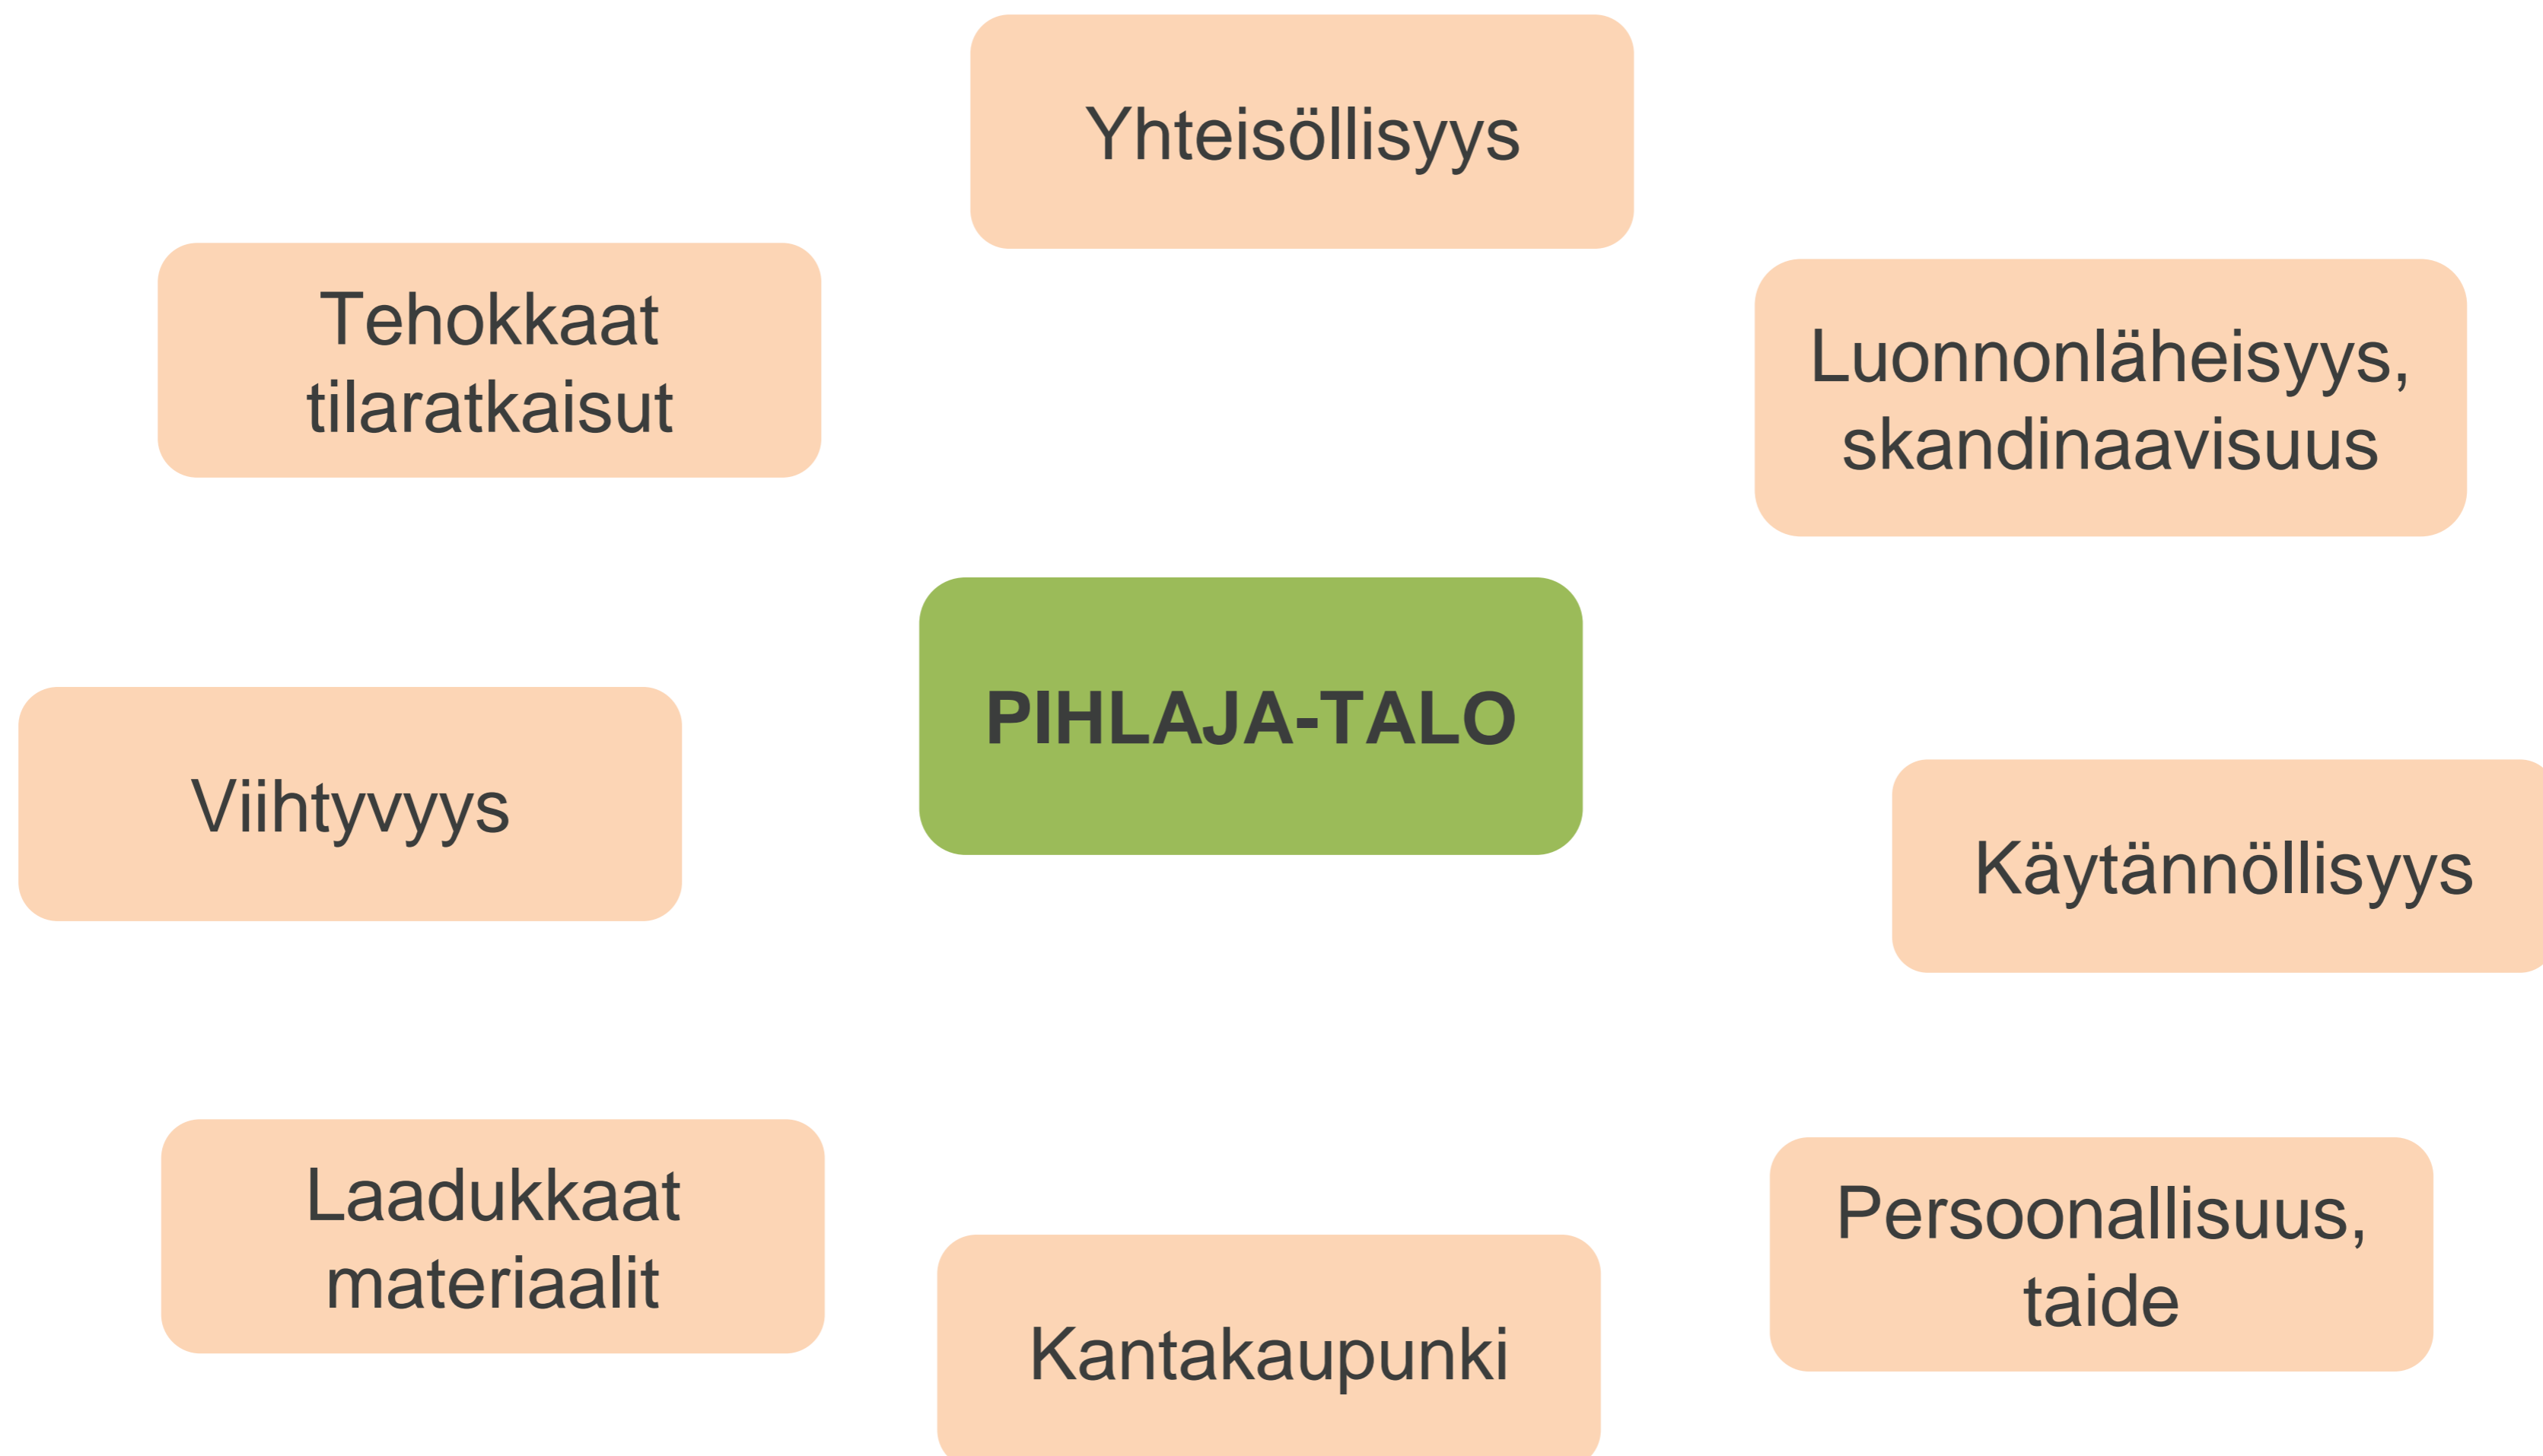 Yhteisöllisyys
Tehokkaat
tilaratkaisut
Luonnonläheisyys,
skandinaavisuus
PIHLAJA-TALO
Viihtyvyys
Käytännöllisyys
Laadukkaat
materiaalit
Persoonallisuus,
taide
Kantakaupunki